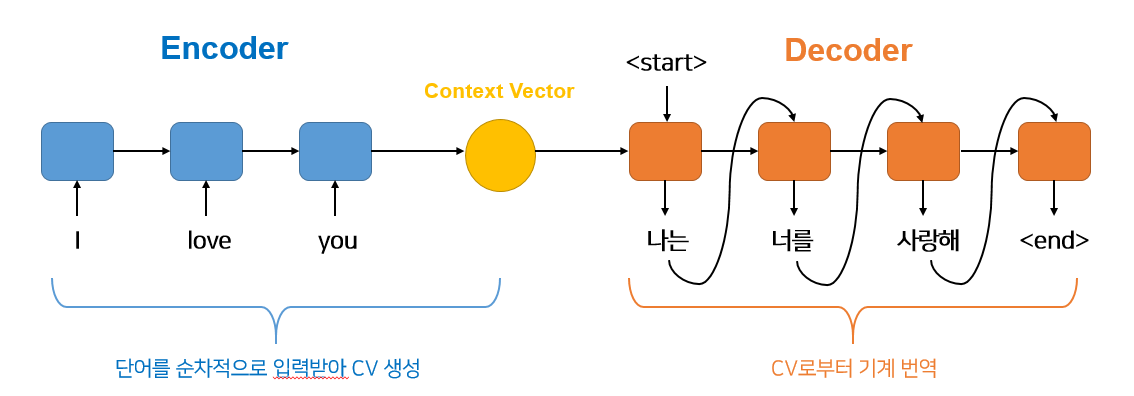 Encoder
Decoder
<start>
Context Vector
I
love
you
나는
너를
사랑해
<end>
단어를 순차적으로 입력받아 CV 생성
CV로부터 기계 번역